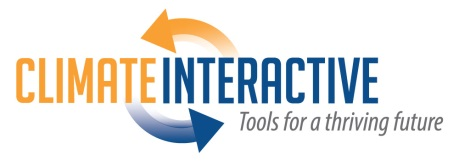 CLIMATEINTERACTIVE
Tools for a thriving future